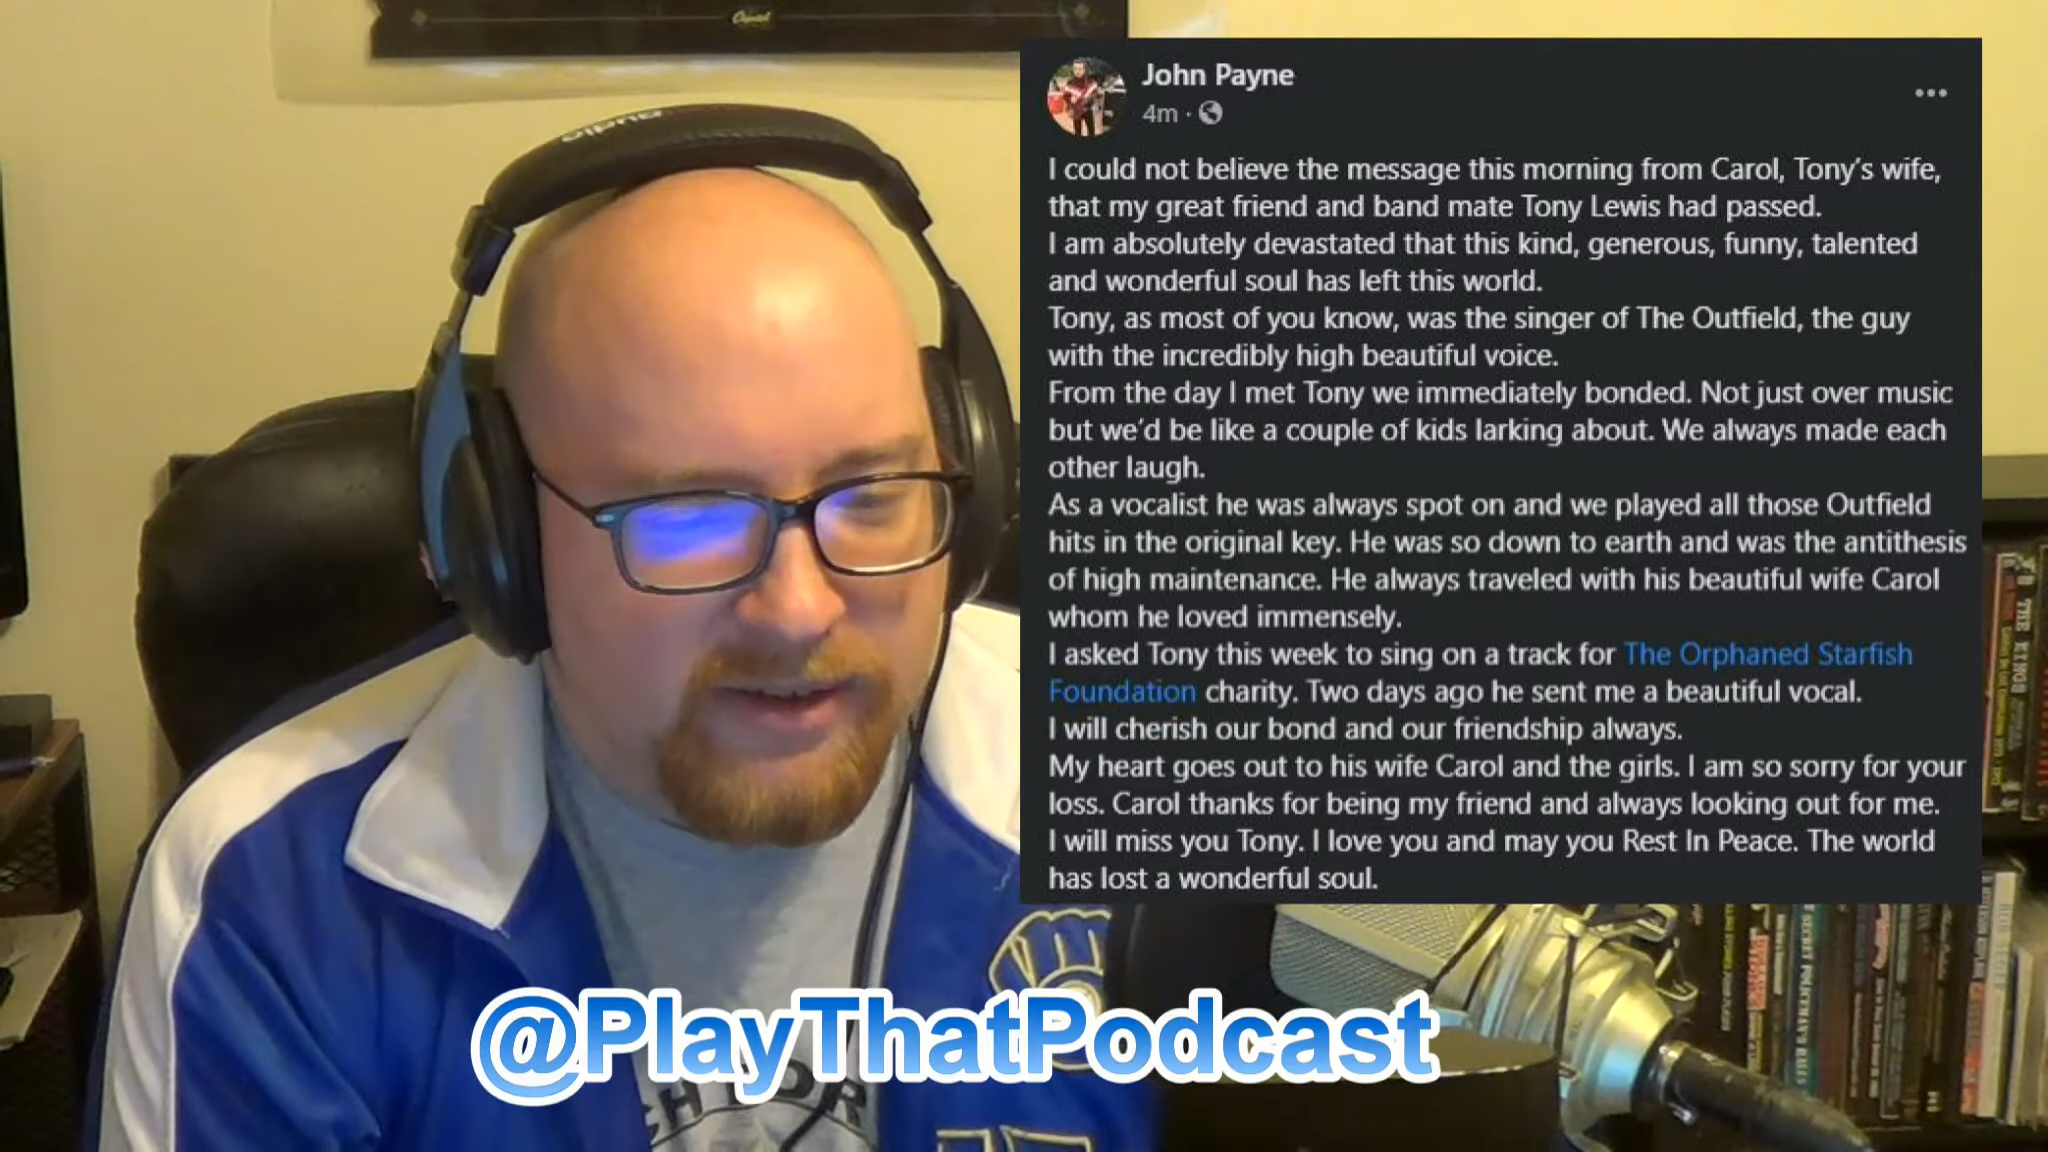 Capitol
alpha
audio
John Payne
4m ·
I could not believe the message this morning from Carol, Tony’s wife,
that my great friend and band mate Tony Lewis had passed.
I am absolutely devastated that this kind, generous, funny, talented
and wonderful soul has left this world.
Tony, as most of you know, was the singer of The Outfield, the guy
with the incredibly high beautiful voice.
From the day I met Tony we immediately bonded. Not just over music
but we’d be like a couple of kids larking about. We always made each
other laugh.
As a vocalist he was always spot on and we played all those Outfield
hits in the original key. He was so down to earth and was the antithesis
of high maintenance. He always traveled with his beautiful wife Carol
whom he loved immensely.
I asked Tony this week to sing on a track for The Orphaned Starfish
Foundation charity. Two days ago he sent me a beautiful vocal.
I will cherish our bond and our friendship always.
My heart goes out to his wife Carol and the girls. I am so sorry for your
loss. Carol thanks for being my friend and always looking out for me.
I will miss you Tony. I love you and may you Rest In Peace. The world
has lost a wonderful soul.
THE KINGS
@PlayThatPodcast